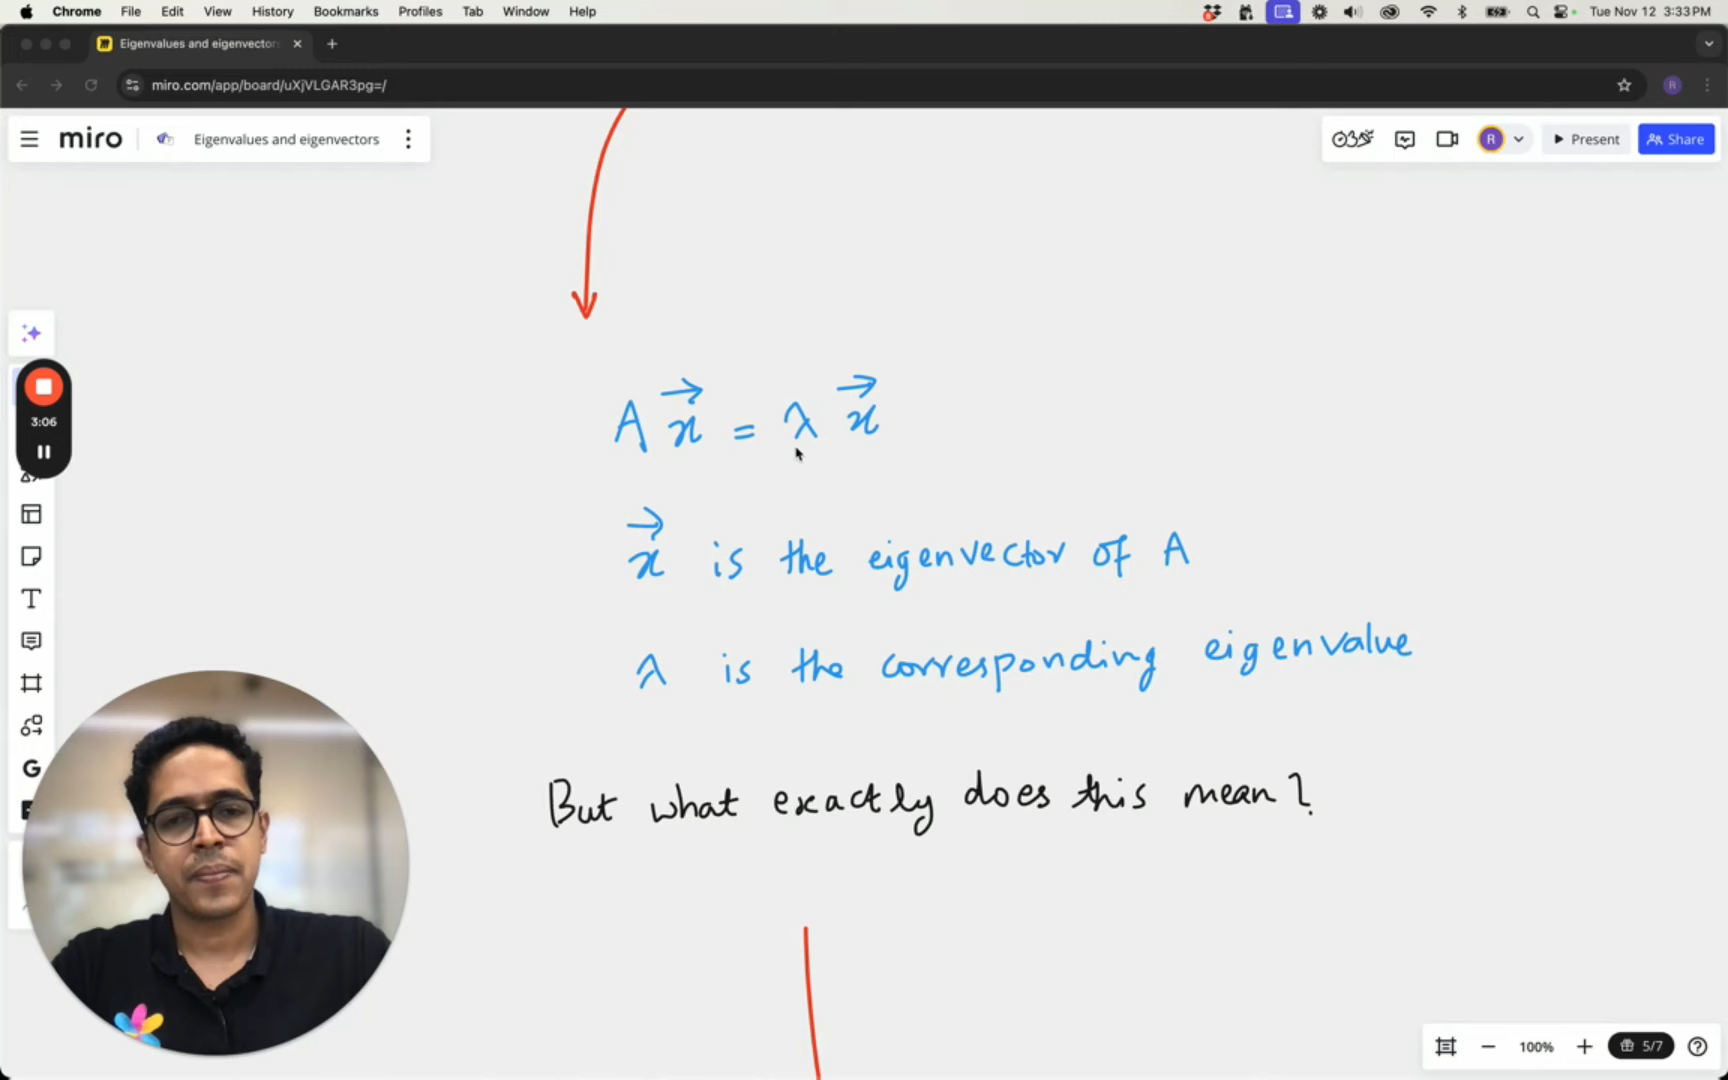 Chrome File Edit View History Bookmarks Profiles Tab Window Help Tue Nov 12 3:33 PM
Eigenvalues and eigenvector
miro.com/app/board/uXjVLGAR3pg=/ R
miro Eigenvalues and eigenvectors R Present Share
3:06
A x⃗ = λ x⃗
x⃗ is the eigenvector of A
λ is the corresponding eigenvalue
But what exactly does this mean?
T
G
100% 5/7